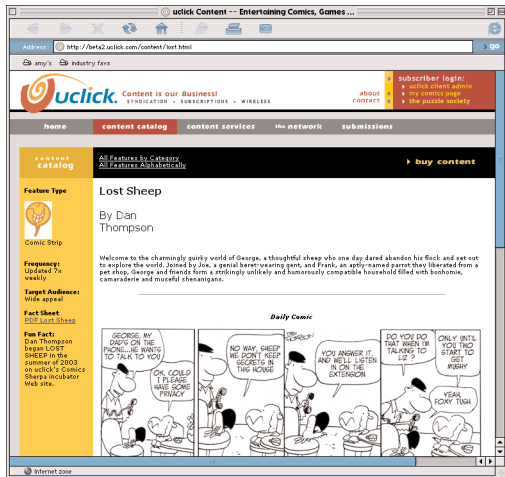 uclick Content -- Entertaining Comics, Games ...
Address: http://beta2.uclick.com/content/lost.html
go
amy's industry favs
uclick.
Content is our Business!
SYNDICATION • SUBSCRIPTIONS • WIRELESS
about
contact
subscriber login:
uclick client admin
my comics page
the puzzle society
home content catalog content services the network submissions
content
catalog
All Features by Category
All Features Alphabetically
buy content
Feature Type
Comic Strip
Frequency:
Updated 7x
weekly
Target Audience:
Wide appeal
Fact Sheet
PDF Lost Sheep
Fun Fact:
Dan Thompson
began LOST
SHEEP in the
summer of 2003
on uclick's Comics
Sherpa incubator
Web site.
Lost Sheep
By Dan
Thompson
Welcome to the charmingly quirky world of George, a thoughtful sheep who one day dared abandon his flock and set out
to explore the world. Joined by Joe, a genial beret-wearing gent, and Frank, an aptly-named parrot they liberated from a
pet shop, George and friends form a strikingly unlikely and humorously compatible household filled with bonhomie,
camaraderie and museful shenanigans.
Daily Comic
GEORGE, MY
DAD'S ON THE
PHONE...HE WANTS
TO TALK TO YOU
OK, COULD
I PLEASE
HAVE SOME
PRIVACY
NO WAY, SHEEP
WE DON'T KEEP
SECRETS IN
THIS HOUSE
YOU ANSWER IT,
AND WE'LL LISTEN
IN ON THE
EXTENSION
DO YOU DO
THAT WHEN I'M
TALKING TO
LIZ ?
ONLY UNTIL
YOU TWO
START TO
GET
MUSHY
YEAH,
FOXY TUGH
Internet zone